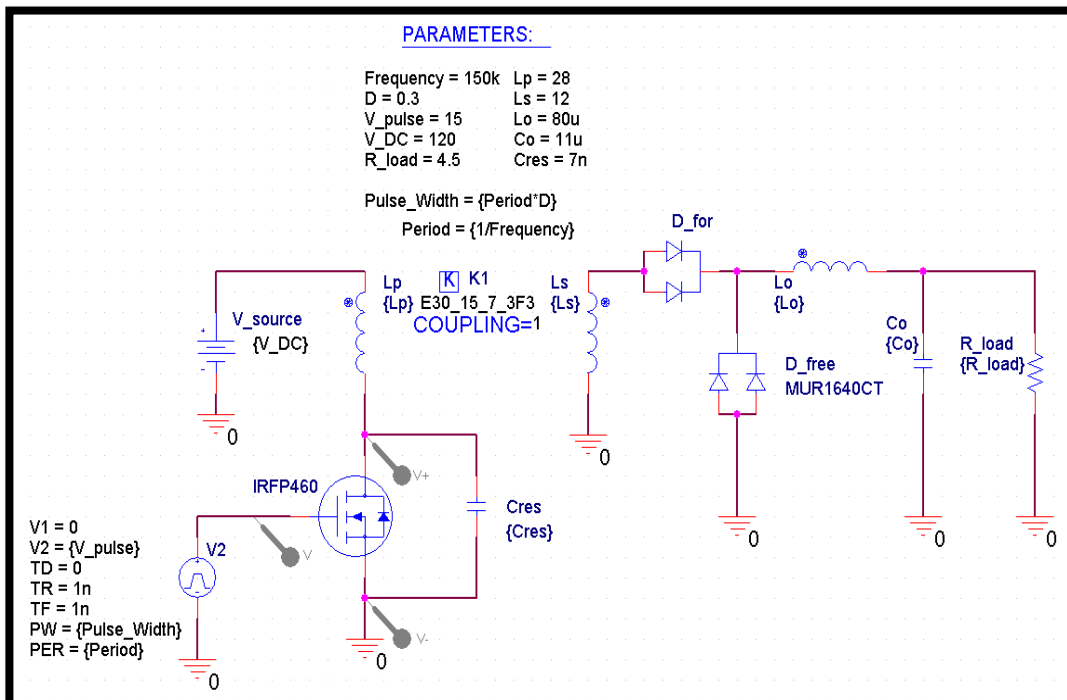 PARAMETERS:
Frequency = 150k Lp = 28
D = 0.3 Ls = 12
V_pulse = 15 Lo = 80u
V_DC = 120 Co = 11u
R_load = 4.5 Cres = 7n
Pulse_Width = {Period*D}
Period = {1/Frequency}
D_for
Lp
{Lp}
K K1
E30_15_7_3F3
COUPLING=1
Ls
{Ls}
Lo
{Lo}
V_source
{V_DC}
+
-
0
D_free
MUR1640CT
Co
{Co}
R_load
{R_load}
0
0
0
0
IRFP460
V+
Cres
{Cres}
V
V-
0
V1 = 0
V2 = {V_pulse}
TD = 0
TR = 1n
TF = 1n
PW = {Pulse_Width}
PER = {Period}
V2
+
-
0